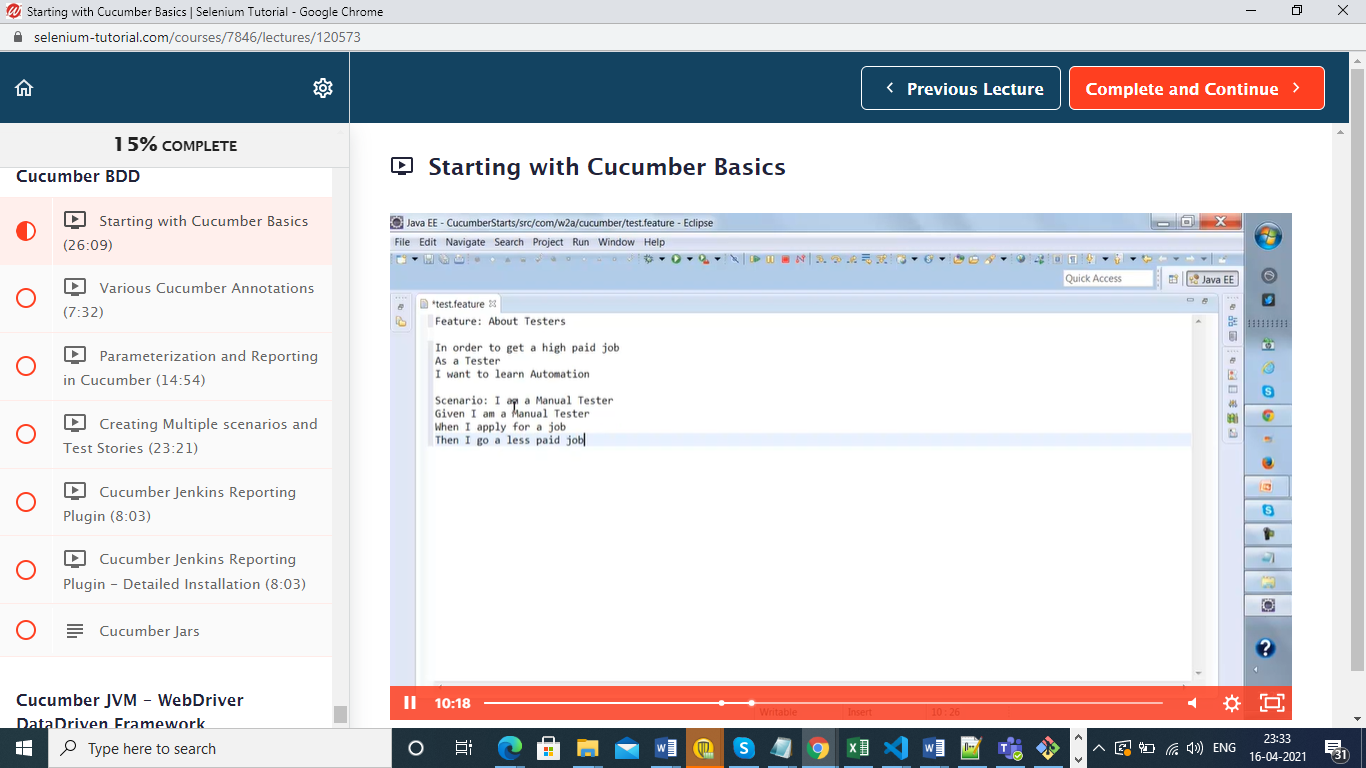 Starting with Cucumber Basics | Selenium Tutorial - Google Chrome
selenium-tutorial.com/courses/7846/lectures/120573
Previous Lecture
Complete and Continue
15% COMPLETE
Cucumber BDD
Starting with Cucumber Basics
(26:09)
Various Cucumber Annotations
(7:32)
Parameterization and Reporting
in Cucumber (14:54)
Creating Multiple scenarios and
Test Stories (23:21)
Cucumber Jenkins Reporting
Plugin (8:03)
Cucumber Jenkins Reporting
Plugin - Detailed Installation (8:03)
Cucumber Jars
Cucumber JVM - WebDriver
DataDriven Framework
Starting with Cucumber Basics
Java EE - CucumberStarts/src/com/w2a/cucumber/test.feature - Eclipse
File Edit Navigate Search Project Run Window Help
Quick Access
Java EE
*test.feature
Feature: About Testers
In order to get a high paid job
As a Tester
I want to learn Automation
Scenario: I am a Manual Tester
Given I am a Manual Tester
When I apply for a job
Then I go a less paid job
10:18
Writable
Insert
10 : 26
Type here to search
ENG
23:33
16-04-2021
31